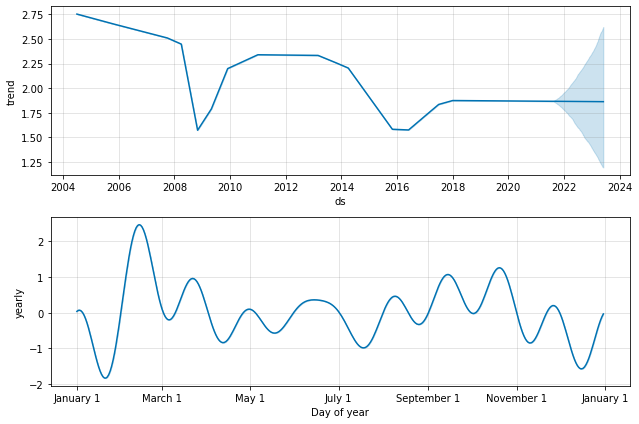 2.75
2.50
2.25
2.00
1.75
1.50
1.25
trend
2004 2006 2008 2010 2012 2014 2016 2018 2020 2022 2024
ds
2
1
0
−1
−2
yearly
January 1 March 1 May 1 July 1 September 1 November 1 January 1
Day of year